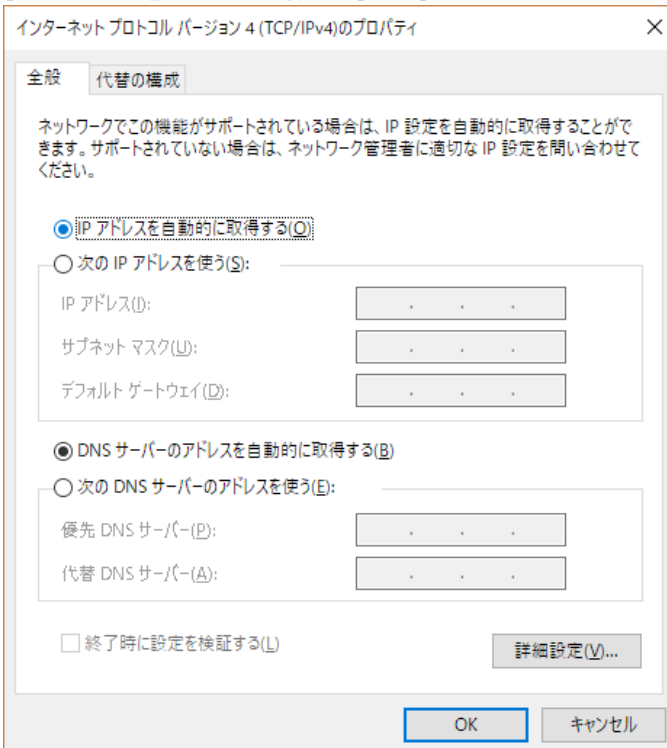 インターネット プロトコル バージョン 4 (TCP/IPv4)のプロパティ
全般
代替の構成
ネットワークでこの機能がサポートされている場合は、IP 設定を自動的に取得することがで
きます。サポートされていない場合は、ネットワーク管理者に適切な IP 設定を問い合わせて
ください。
IP アドレスを自動的に取得する(O)
次の IP アドレスを使う(S):
IP アドレス(I):
サブネット マスク(U):
デフォルト ゲートウェイ(D):
DNS サーバーのアドレスを自動的に取得する(B)
次の DNS サーバーのアドレスを使う(E):
優先 DNS サーバー(P):
代替 DNS サーバー(A):
終了時に設定を検証する(L)
詳細設定(V)...
OK
キャンセル